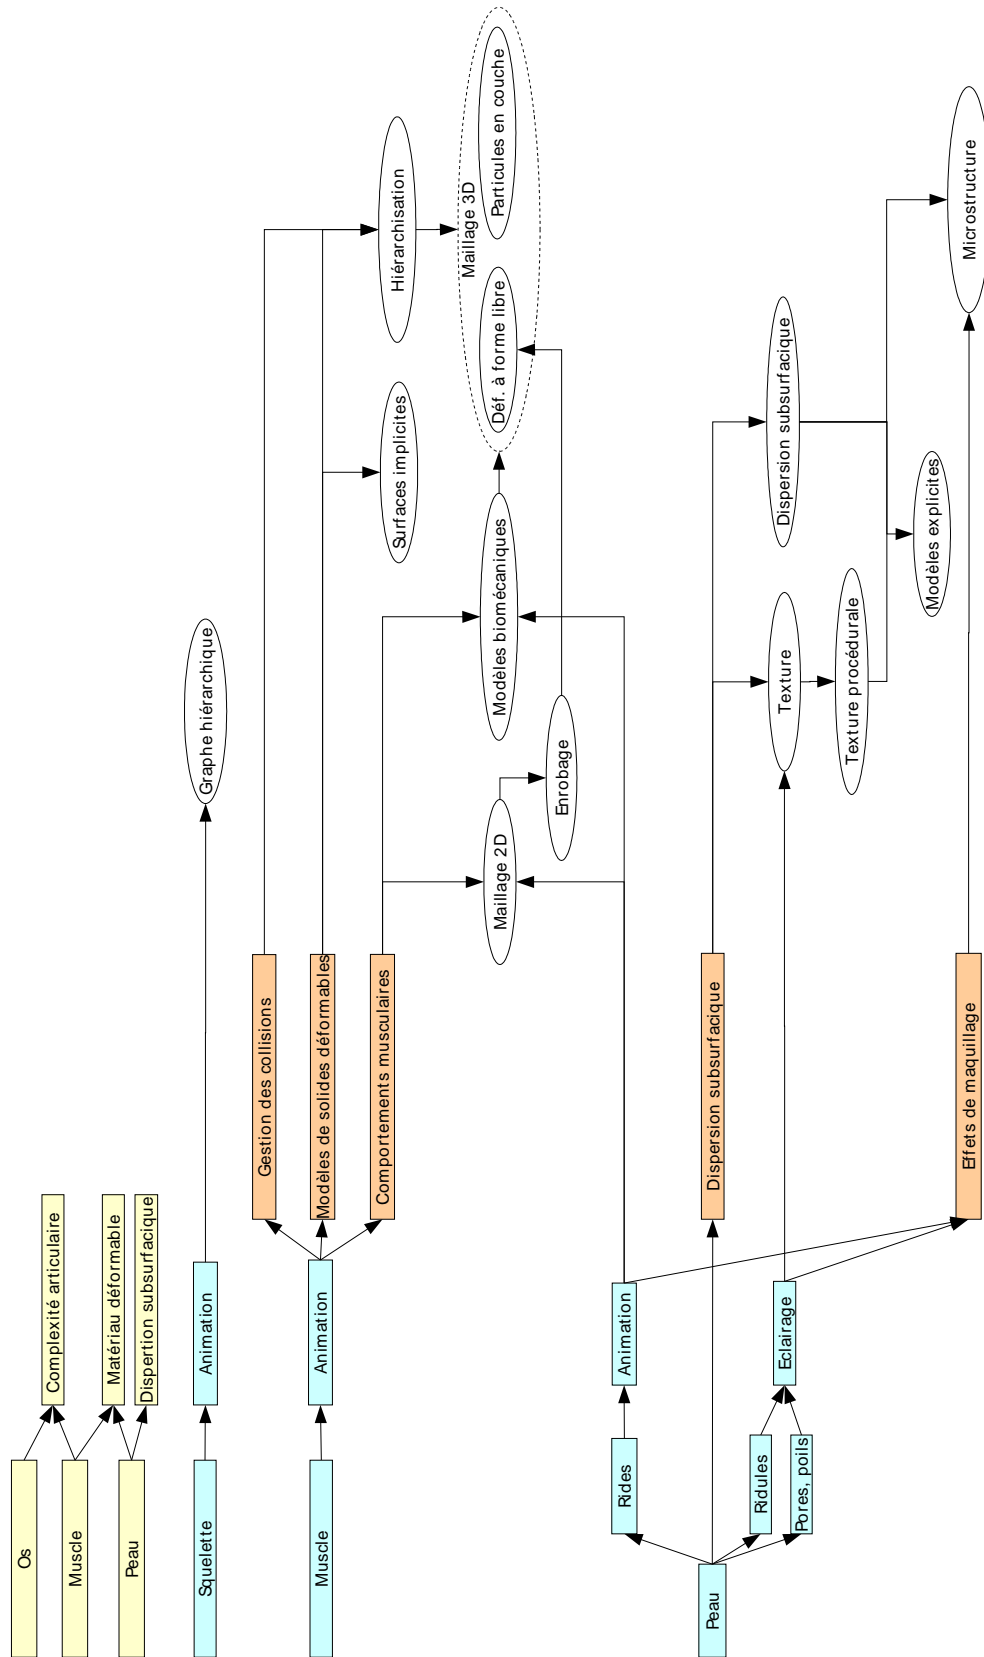 Os
Complexité articulaire
Muscle
Matériau déformable
Peau
Dispertion subsurfacique
Squelette
Animation
Graphe hiérarchique
Muscle
Animation
Gestion des collisions
Modèles de solides déformables
Comportements musculaires
Hiérarchisation
Surfaces implicites
Maillage 3D
Particules en couche
Déf. à forme libre
Modèles biomécaniques
Maillage 2D
Enrobage
Peau
Rides
Animation
Ridules
Pores, poils
Eclairage
Dispersion subsurfacique
Effets de maquillage
Dispersion subsurfacique
Texture
Texture procédurale
Modèles explicites
Microstructure